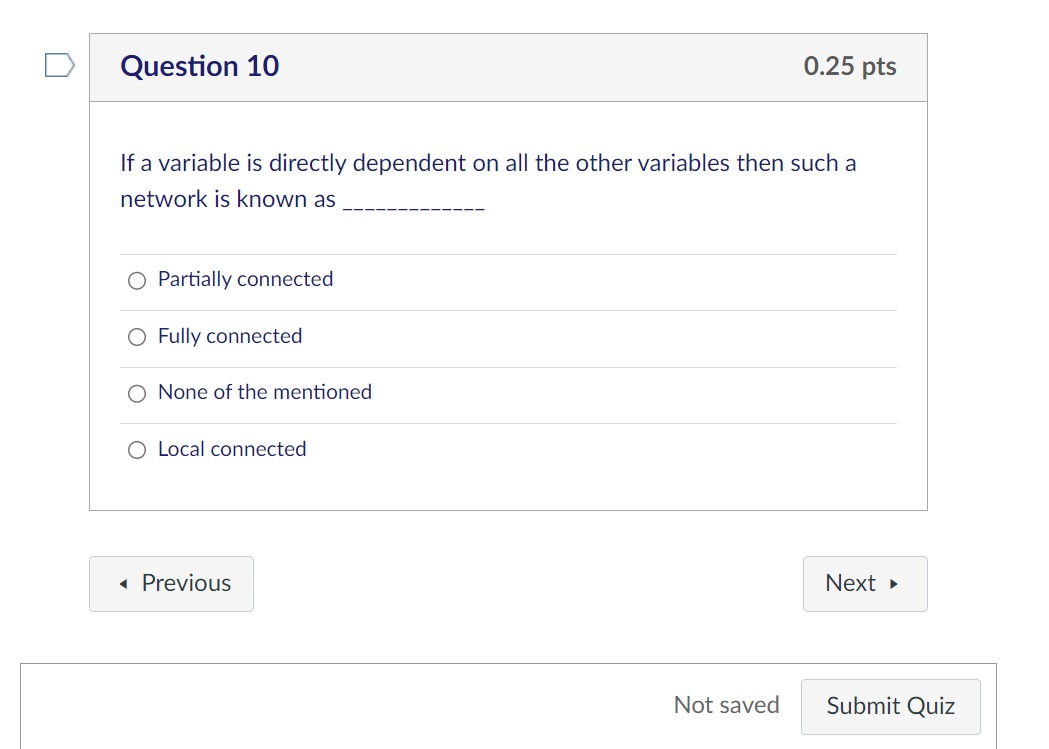 Question 10
0.25 pts
If a variable is directly dependent on all the other variables then such a
network is known as _____________
Partially connected
Fully connected
None of the mentioned
Local connected
◂ Previous
Next ▸
Not saved
Submit Quiz